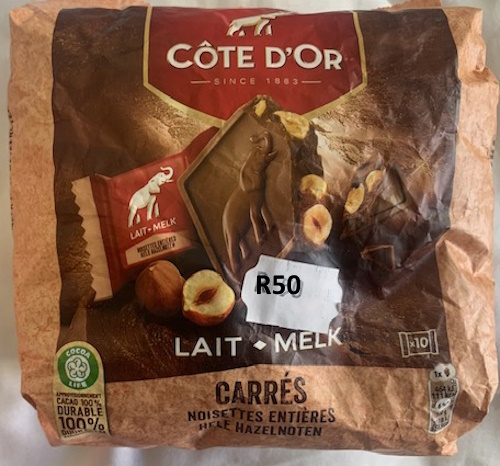 CÔTE D'OR
SINCE 1883
LAIT • MELK
NOISETTES ENTIÈRES
HELE HAZELNOTEN
R50
LAIT • MELK
x10
COCOA
LIFE
APPROVISIONNEMENT
CACAO 100%
DURABLE
100%
CARRÉS
NOISETTES ENTIÈRES
HELE HAZELNOTEN